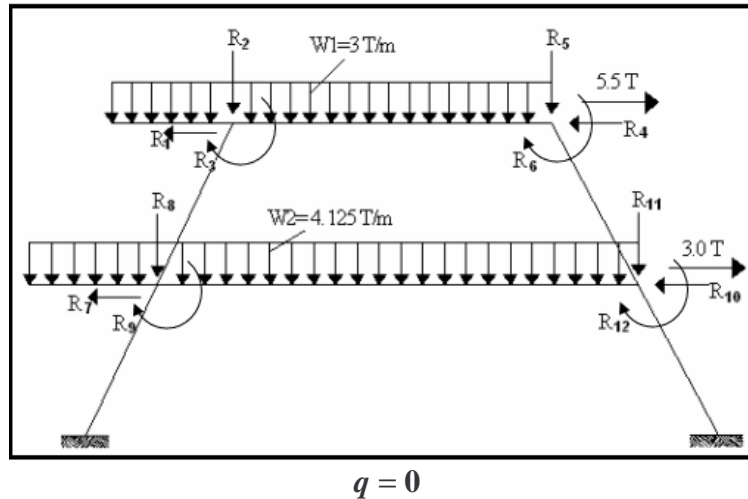 R2
R5
W1=3 T/m
5.5 T
R1
R3
R6
R4
R8
R11
W2=4.125 T/m
3.0 T
R7
R9
R12
R10
q = 0